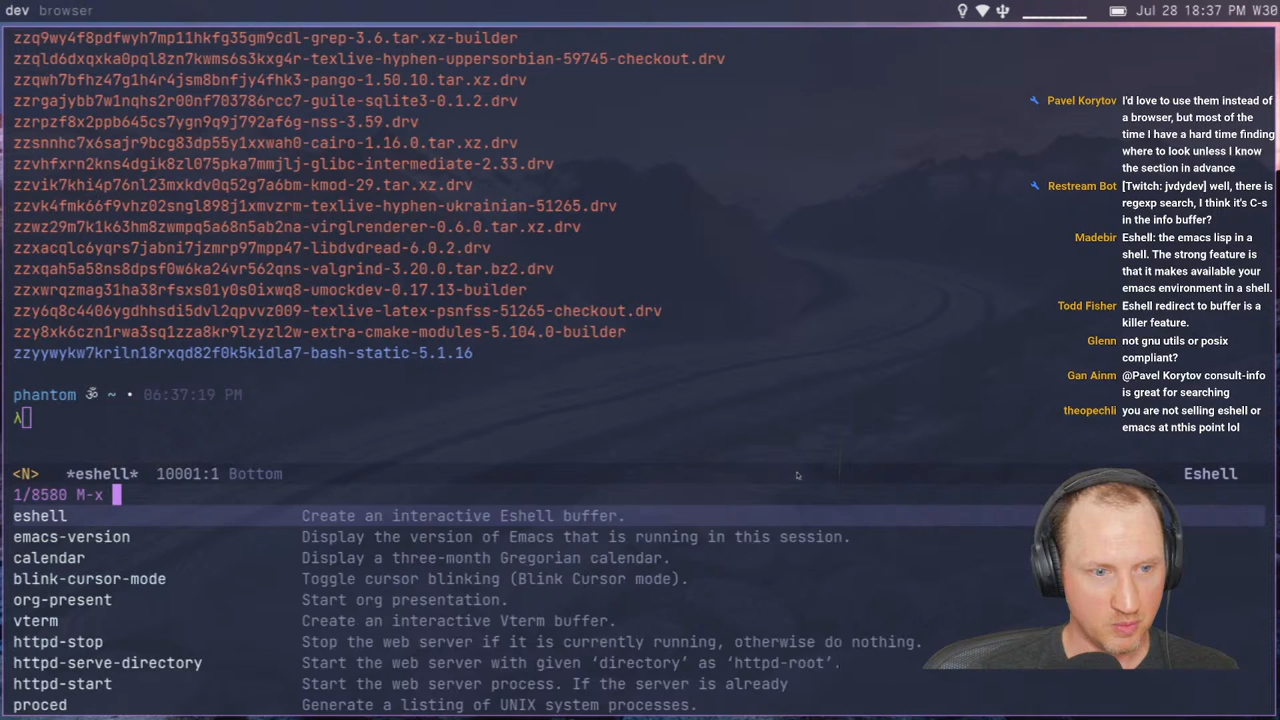 dev browser
Jul 28 18:37 PM W30
zzq9wy4f8pdfwyh7mp11hkfg35gm9cdl-grep-3.6.tar.xz-builder
zzqld6dxqxka0pql8zn7kwms6s3kxg4r-texlive-hyphen-uppersorbian-59745-checkout.drv
zzqwh7bfhz47g1h4r4jsm8bnfjy4fhk3-pango-1.50.10.tar.xz.drv
zzrgajybb7w1nqhs2r00nf703786rcc7-guile-sqlite3-0.1.2.drv
zzrpzf8x2ppb645cs7ygn9q9j792af6g-nss-3.59.drv
zzsnnhc7x6sajr9bcg83dp55y1xxwah0-cairo-1.16.0.tar.xz.drv
zzvhfxrn2kns4dgik8zl075pka7mmjlj-glibc-intermediate-2.33.drv
zzvik7khi4p76nl23mxkdv0q52g7a6bm-kmod-29.tar.xz.drv
zzvk4fmk66f9vhz02sngl898j1xmvzrm-texlive-hyphen-ukrainian-51265.drv
zzwz29m7k1k63hm8zwmpq5a68n5ab2na-virglrenderer-0.6.0.tar.xz.drv
zzxacqlc6yqrs7jabni7jzmrp97mpp47-libdvdread-6.0.2.drv
zzxqah5a58ns8dpsf0w6ka24vr562qns-valgrind-3.20.0.tar.bz2.drv
zzxwrqzmag31ha38rfsxs01y0s0ixwq8-umockdev-0.17.13-builder
zzy6q8c4406ygdhhsdi5dvl2qpvvz009-texlive-latex-psnfss-51265-checkout.drv
zzy8xk6czn1rwa3sq1zza8kr9lzyzl2w-extra-cmake-modules-5.104.0-builder
zzyywykw7kriln18rxqd82f0k5kidla7-bash-static-5.1.16
phantom ॐ ~ • 06:37:19 PM
λ
<N> *eshell* 10001:1 Bottom Eshell
1/8580 M-x
eshell Create an interactive Eshell buffer.
emacs-version Display the version of Emacs that is running in this session.
calendar Display a three-month Gregorian calendar.
blink-cursor-mode Toggle cursor blinking (Blink Cursor mode).
org-present Start org presentation.
vterm Create an interactive Vterm buffer.
httpd-stop Stop the web server if it is currently running, otherwise do nothing.
httpd-serve-directory Start the web server with given ‘directory’ as ‘httpd-root’.
httpd-start Start the web server process. If the server is already
proced Generate a listing of UNIX system processes.
Pavel Korytov I'd love to use them instead of
a browser, but most of the
time I have a hard time finding
where to look unless I know
the section in advance
Restream Bot [Twitch: jvdydev] well, there is
regexp search, I think it's C-s
in the info buffer?
Madebir Eshell: the emacs lisp in a
shell. The strong feature is
that it makes available your
emacs environment in a shell.
Todd Fisher Eshell redirect to buffer is a
killer feature.
Glenn not gnu utils or posix
compliant?
Gan Ainm @Pavel Korytov consult-info
is great for searching
theopechli you are not selling eshell or
emacs at nthis point lol